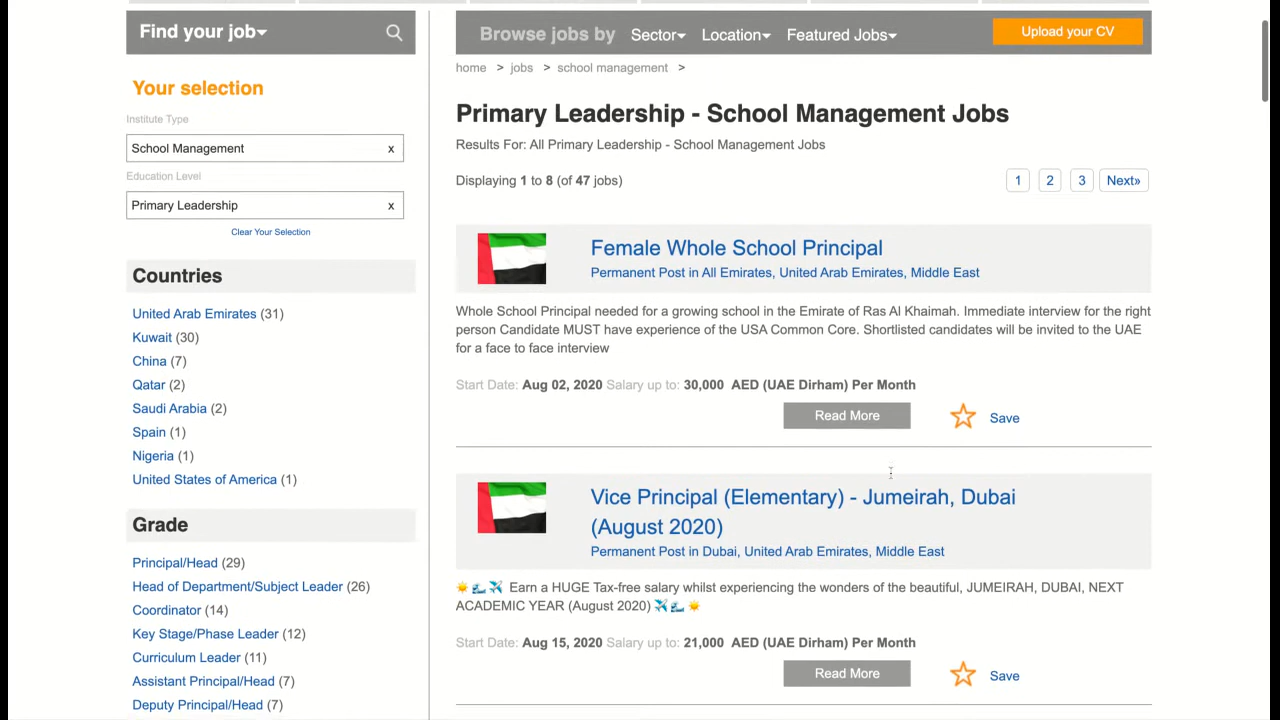 Find your job
Browse jobs by Sector Location Featured Jobs Upload your CV
home > jobs > school management >
Your selection
Institute Type
School Management x
Education Level
Primary Leadership x
Clear Your Selection
Countries
United Arab Emirates (31)
Kuwait (30)
China (7)
Qatar (2)
Saudi Arabia (2)
Spain (1)
Nigeria (1)
United States of America (1)
Grade
Principal/Head (29)
Head of Department/Subject Leader (26)
Coordinator (14)
Key Stage/Phase Leader (12)
Curriculum Leader (11)
Assistant Principal/Head (7)
Deputy Principal/Head (7)
Primary Leadership - School Management Jobs
Results For: All Primary Leadership - School Management Jobs
Displaying 1 to 8 (of 47 jobs)
1 2 3 Next»
Female Whole School Principal
Permanent Post in All Emirates, United Arab Emirates, Middle East
Whole School Principal needed for a growing school in the Emirate of Ras Al Khaimah. Immediate interview for the right
person Candidate MUST have experience of the USA Common Core. Shortlisted candidates will be invited to the UAE
for a face to face interview
Start Date: Aug 02, 2020 Salary up to: 30,000 AED (UAE Dirham) Per Month
Read More Save
Vice Principal (Elementary) - Jumeirah, Dubai
(August 2020)
Permanent Post in Dubai, United Arab Emirates, Middle East
☀️🌊✈️ Earn a HUGE Tax-free salary whilst experiencing the wonders of the beautiful, JUMEIRAH, DUBAI, NEXT
ACADEMIC YEAR (August 2020) ✈️🌊☀️
Start Date: Aug 15, 2020 Salary up to: 21,000 AED (UAE Dirham) Per Month
Read More Save